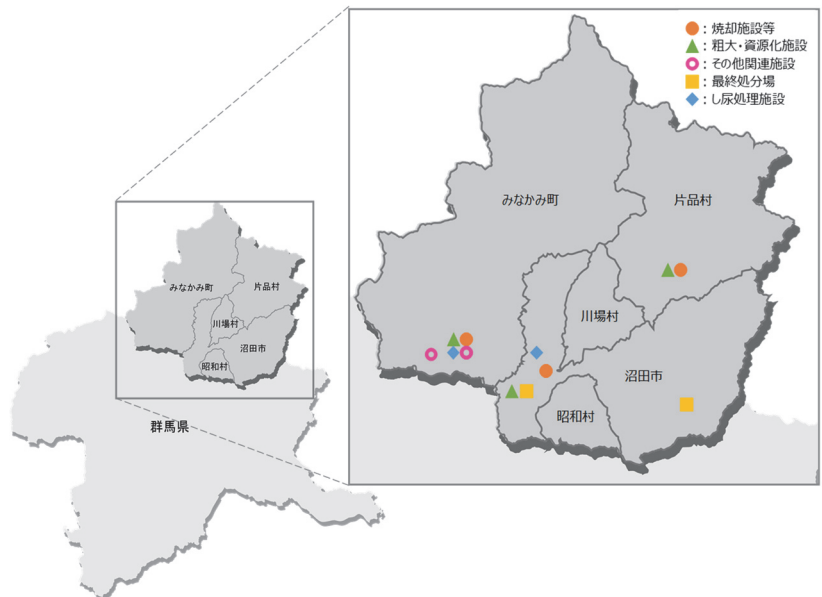 ：焼却施設等
：粗大・資源化施設
：その他関連施設
：最終処分場
：し尿処理施設
みなかみ町
片品村
川場村
沼田市
昭和村
みなかみ町
片品村
川場村
沼田市
昭和村
群馬県